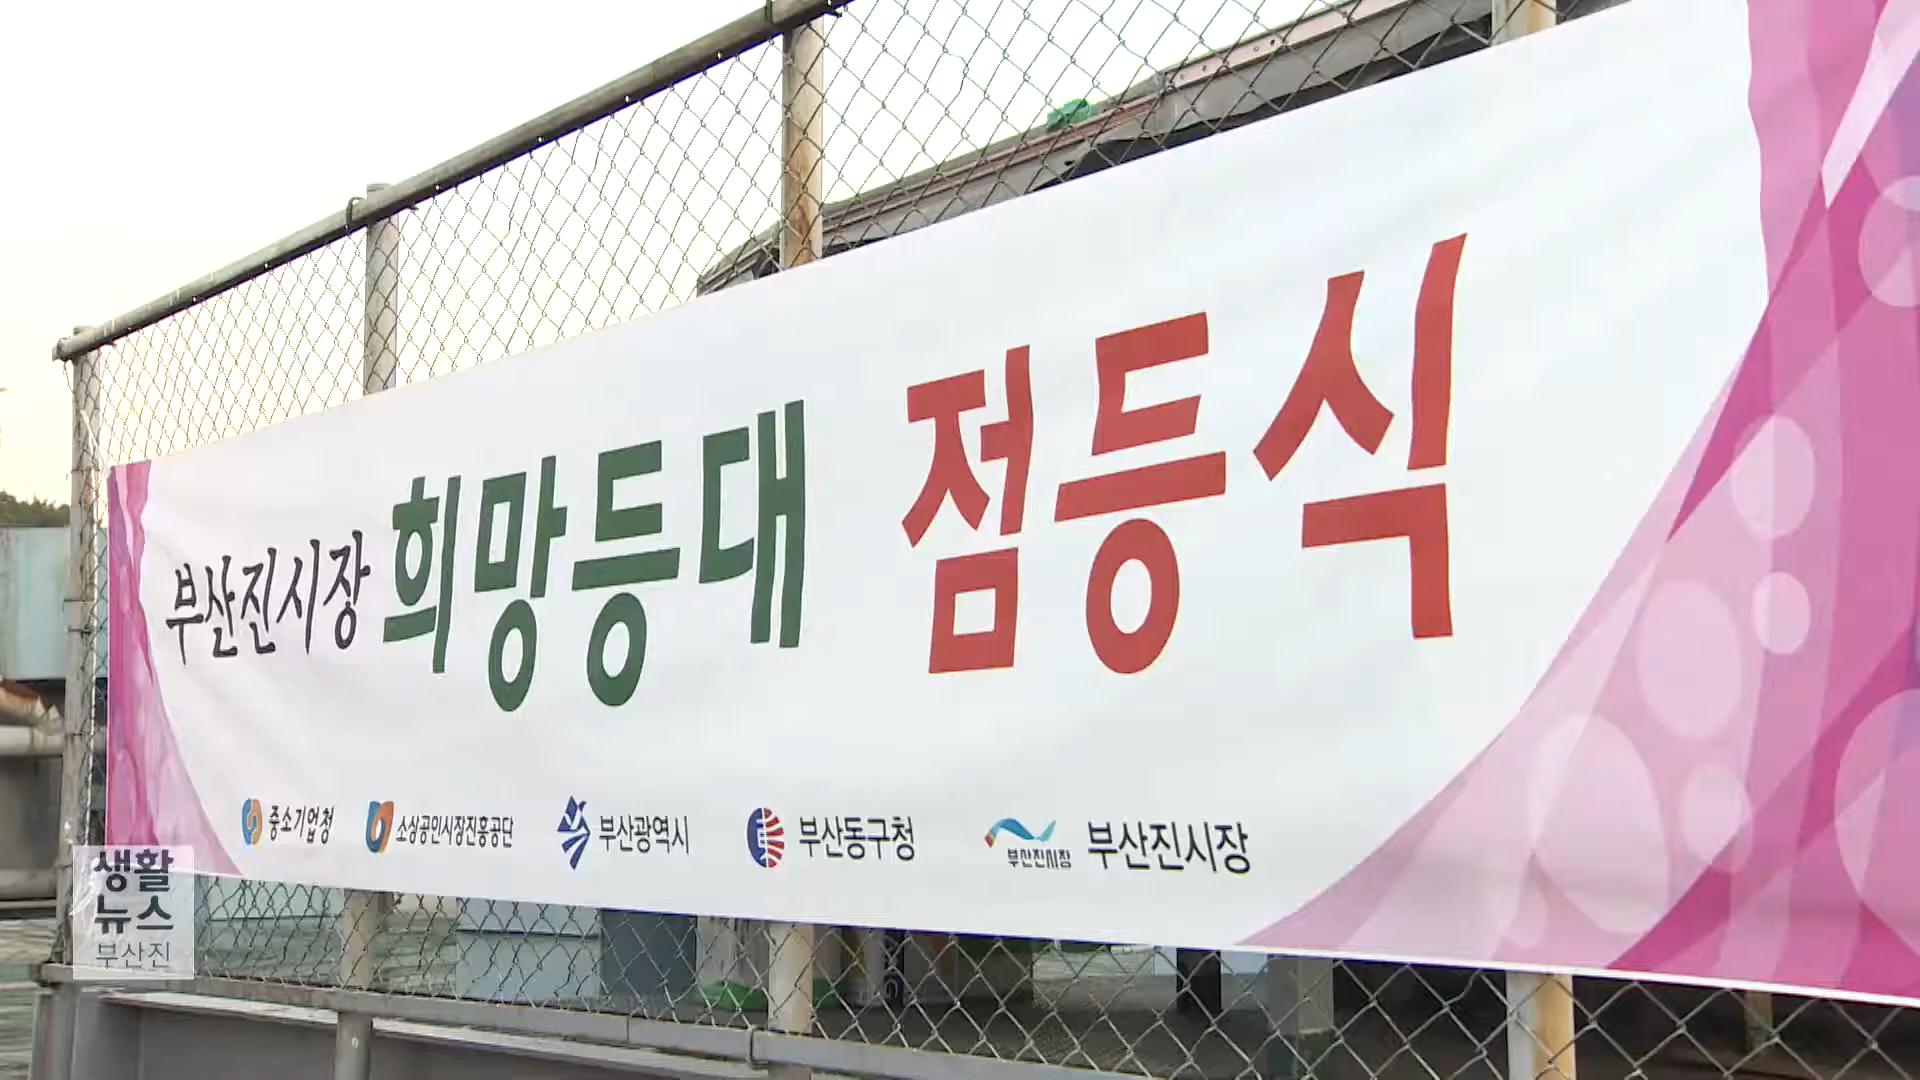 부산진시장 희망등대 점등식
중소기업청 소상공인시장진흥공단 부산광역시 부산동구청 부산진시장 부산진시장
생활
뉴스
부산진